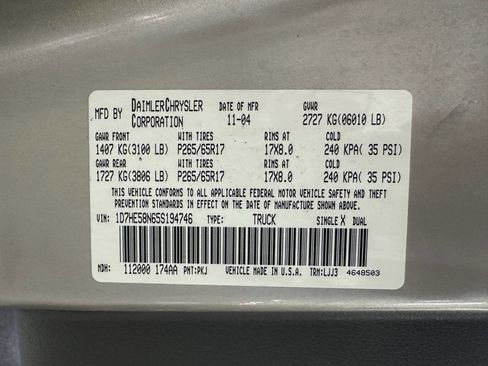 MFD BY DAIMLERCHRYSLER CORPORATION DATE OF MFR 11-04 GVWR 2727 KG(06010 LB)
GAWR FRONT WITH TIRES RIMS AT COLD
1407 KG(3100 LB) P265/65R17 17X8.0 240 KPA( 35 PSI)
GAWR REAR WITH TIRES RIMS AT COLD
1727 KG(3806 LB) P265/65R17 17X8.0 240 KPA( 35 PSI)
THIS VEHICLE CONFORMS TO ALL APPLICABLE FEDERAL MOTOR VEHICLE SAFETY AND THEFT
PREVENTION STANDARDS IN EFFECT ON THE DATE OF MANUFACTURE SHOWN ABOVE.
VIN: 1D7HE58N65S194746 TYPE: TRUCK SINGLE X DUAL
MDH: 112000 174AA PNT:PKJ VEHICLE MADE IN U.S.A. TRM:LJJ3 4648503